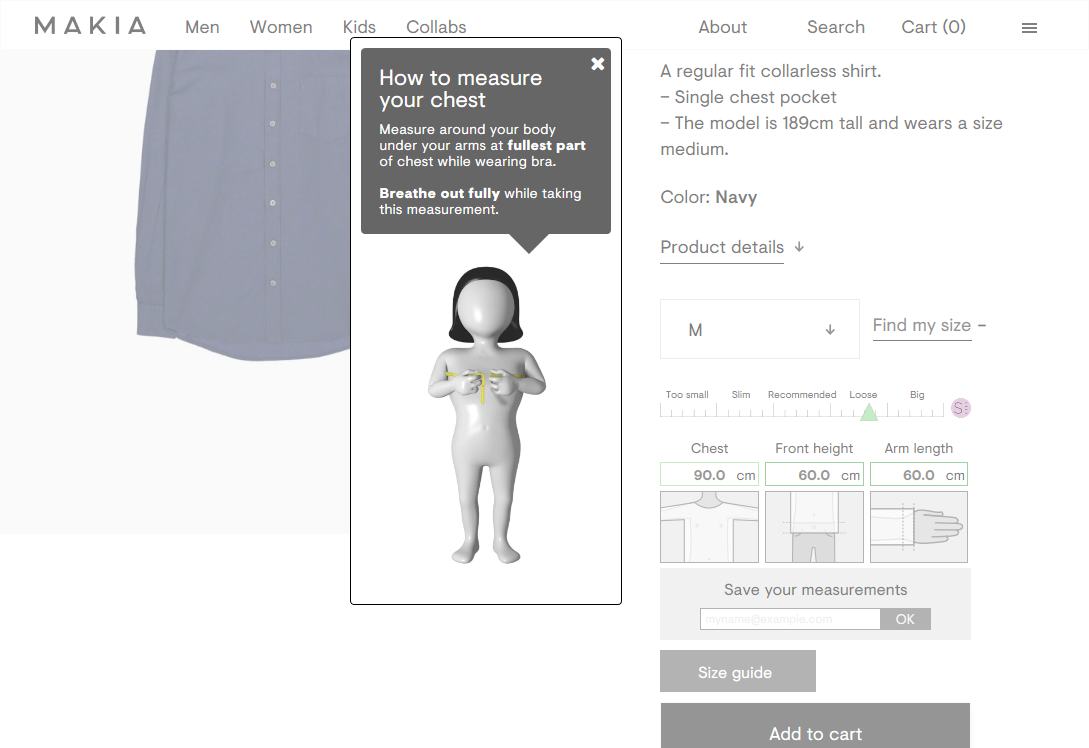 MAKIA Men Women Kids Collabs About Search Cart (0)
How to measure
your chest
Measure around your body
under your arms at fullest part
of chest while wearing bra.
Breathe out fully while taking
this measurement.
A regular fit collarless shirt.
– Single chest pocket
– The model is 189cm tall and wears a size
medium.
Color: Navy
Product details ↓
M ↓ Find my size –
Too small Slim Recommended Loose Big
Chest Front height Arm length
90.0 cm 60.0 cm 60.0 cm
Save your measurements
myname@example.com OK
Size guide
Add to cart